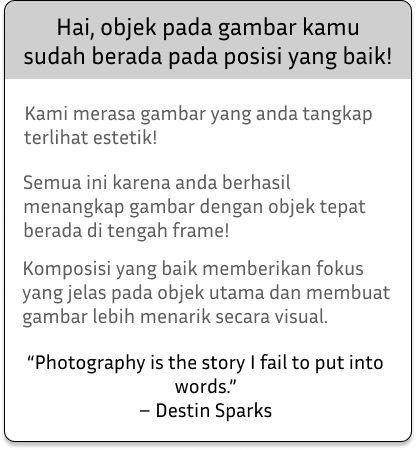 Hai, objek pada gambar kamu
sudah berada pada posisi yang baik!
Kami merasa gambar yang anda tangkap
terlihat estetik!
Semua ini karena anda berhasil
menangkap gambar dengan objek tepat
berada di tengah frame!
Komposisi yang baik memberikan fokus
yang jelas pada objek utama dan membuat
gambar lebih menarik secara visual.
“Photography is the story I fail to put into
words.”
– Destin Sparks